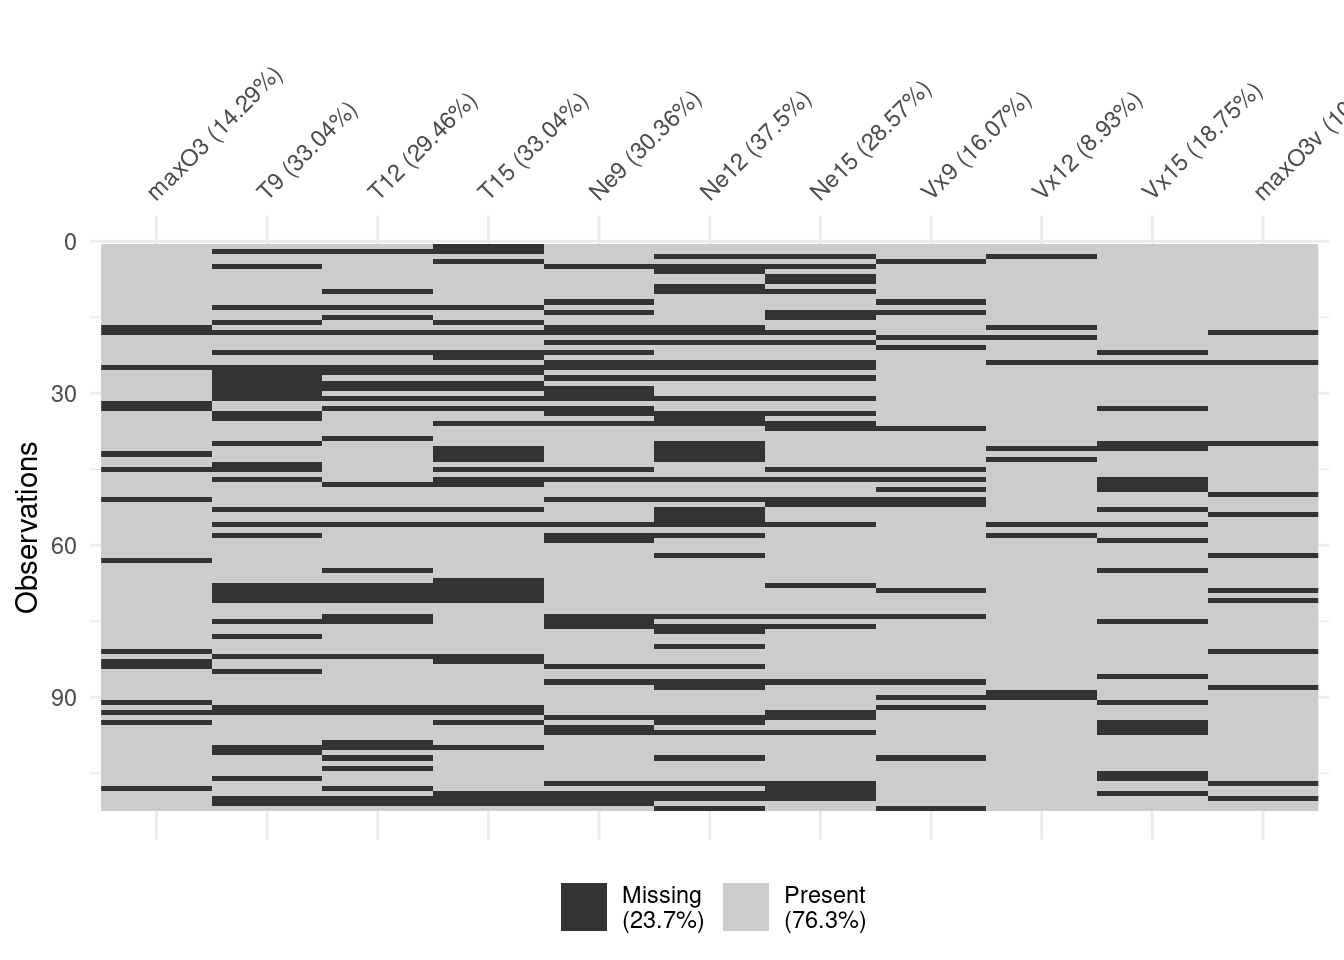 maxO3 (14.29%)
T9 (33.04%)
T12 (29.46%)
T15 (33.04%)
Ne9 (30.36%)
Ne12 (37.5%)
Ne15 (28.57%)
Vx9 (16.07%)
Vx12 (8.93%)
Vx15 (18.75%)
maxO3v (10
0
30
60
90
Observations
Missing
(23.7%)
Present
(76.3%)